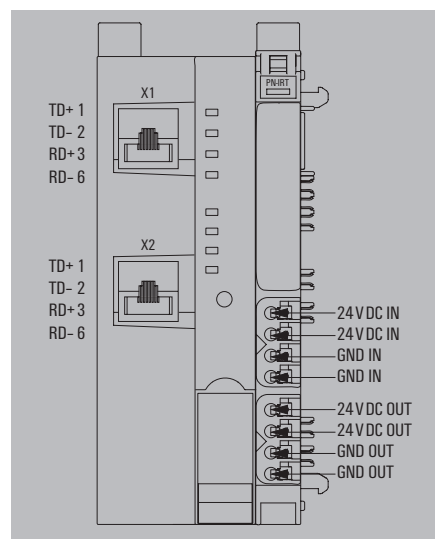 PN-IRT
X1
TD+ 1
TD– 2
RD+ 3
RD– 6
X2
TD+ 1
TD– 2
RD+ 3
RD– 6
24 V DC IN
24 V DC IN
GND IN
GND IN
24 V DC OUT
24 V DC OUT
GND OUT
GND OUT